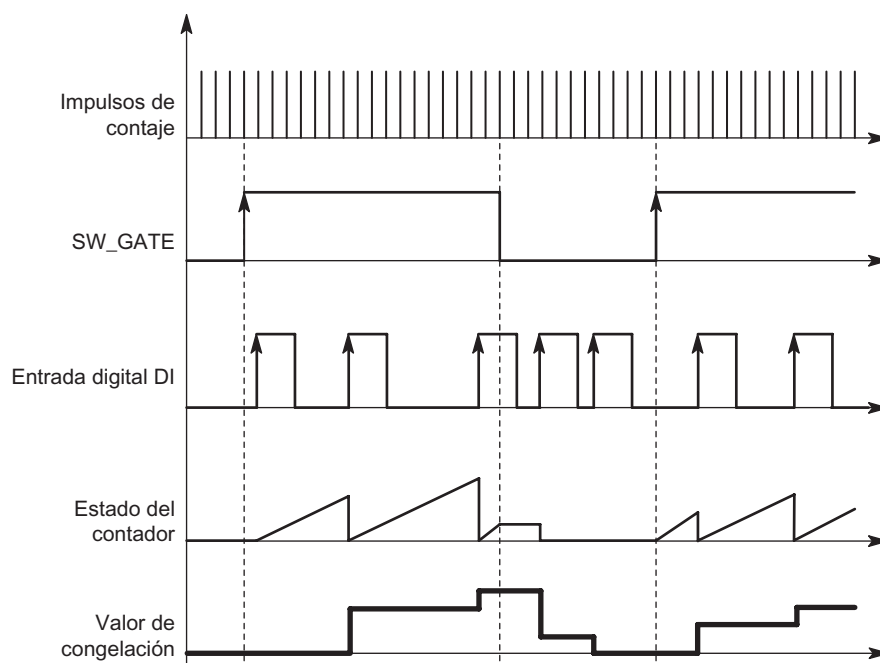 Impulsos de
contaje
SW_GATE
Entrada digital DI
Estado del
contador
Valor de
congelación